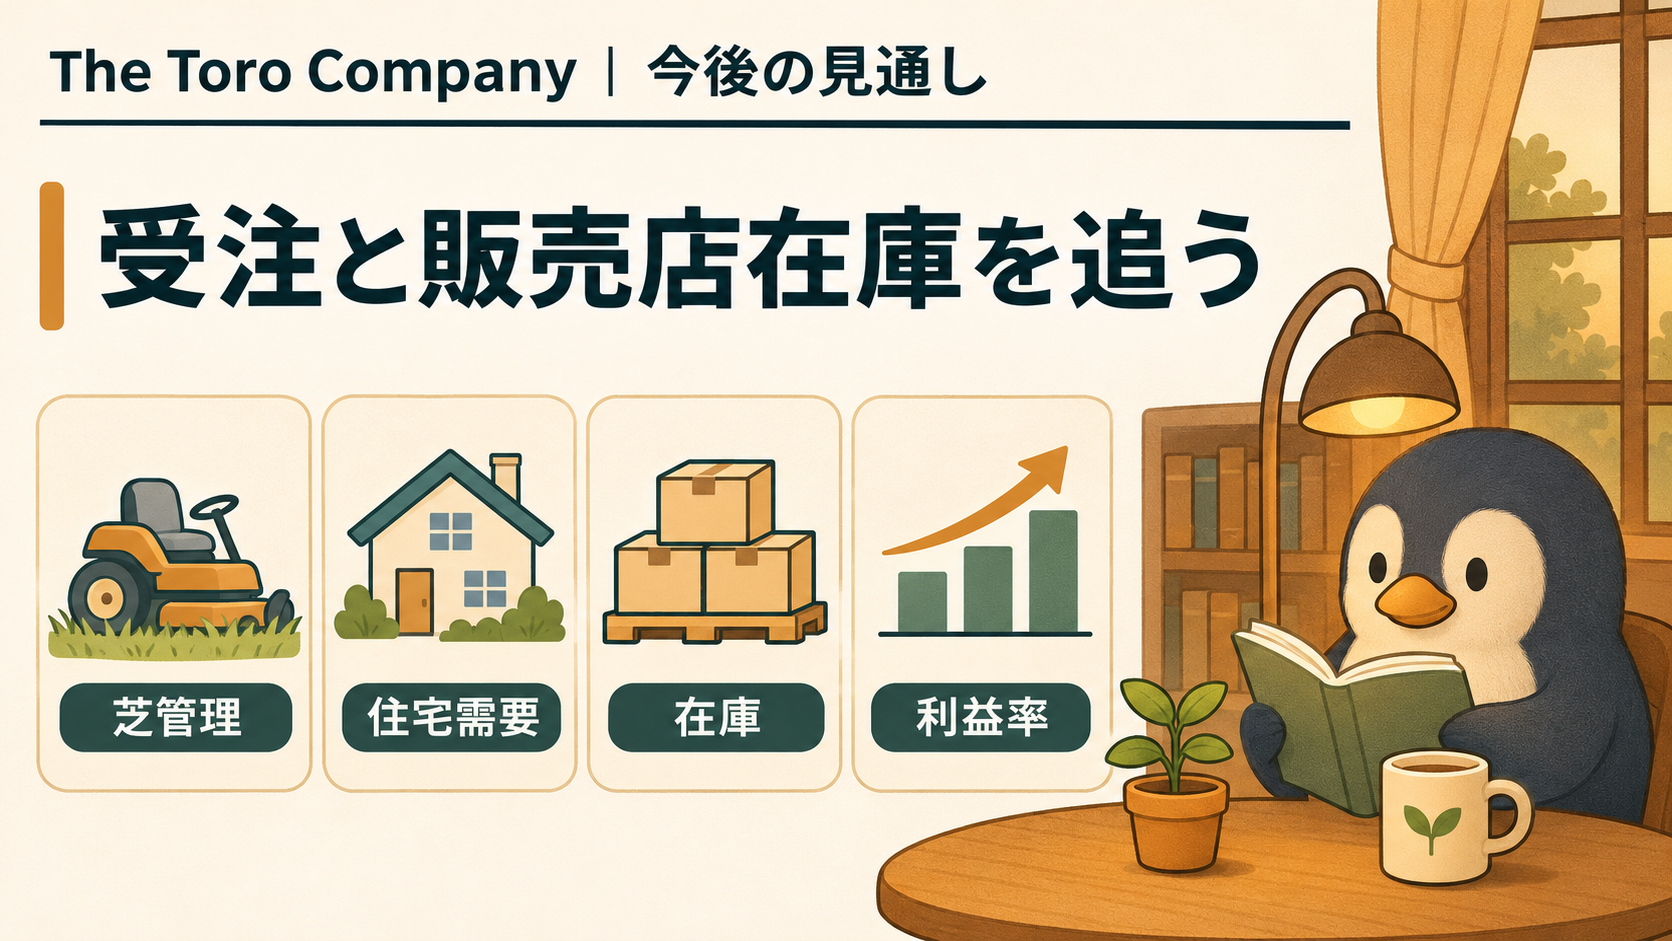 The Toro Company｜今後の見通し
受注と販売店在庫を追う
芝管理
住宅需要
在庫
利益率